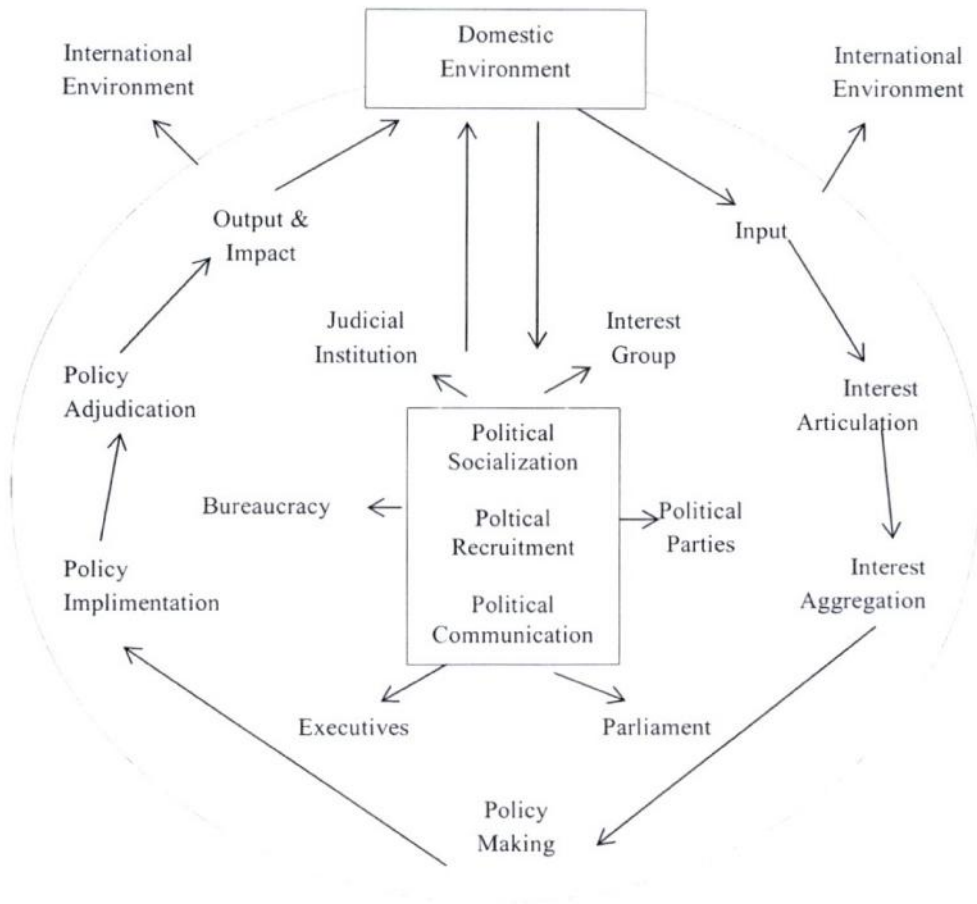 Domestic
Environment
International
Environment
International
Environment
Output &
Impact
Input
Judicial
Institution
Interest
Group
Policy
Adjudication
Interest
Articulation
Political
Socialization
Poltical
Recruitment
Political
Communication
Bureaucracy
Political
Parties
Policy
Implimentation
Interest
Aggregation
Executives
Parliament
Policy
Making